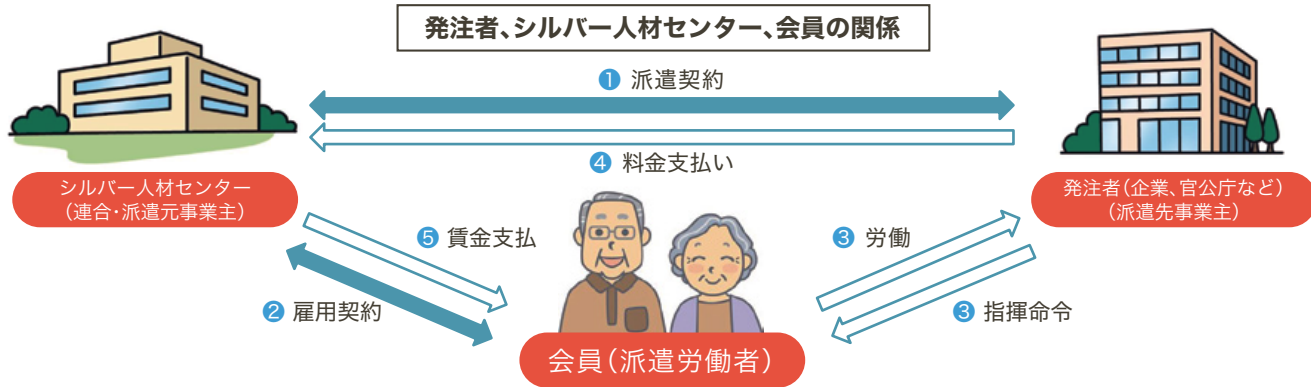 発注者、シルバー人材センター、会員の関係
❶ 派遣契約
❹ 料金支払い
シルバー人材センター
（連合・派遣元事業主）
発注者（企業、官公庁など）
（派遣先事業主）
❺ 賃金支払
❸ 労働
❷ 雇用契約
❸ 指揮命令
会員（派遣労働者）